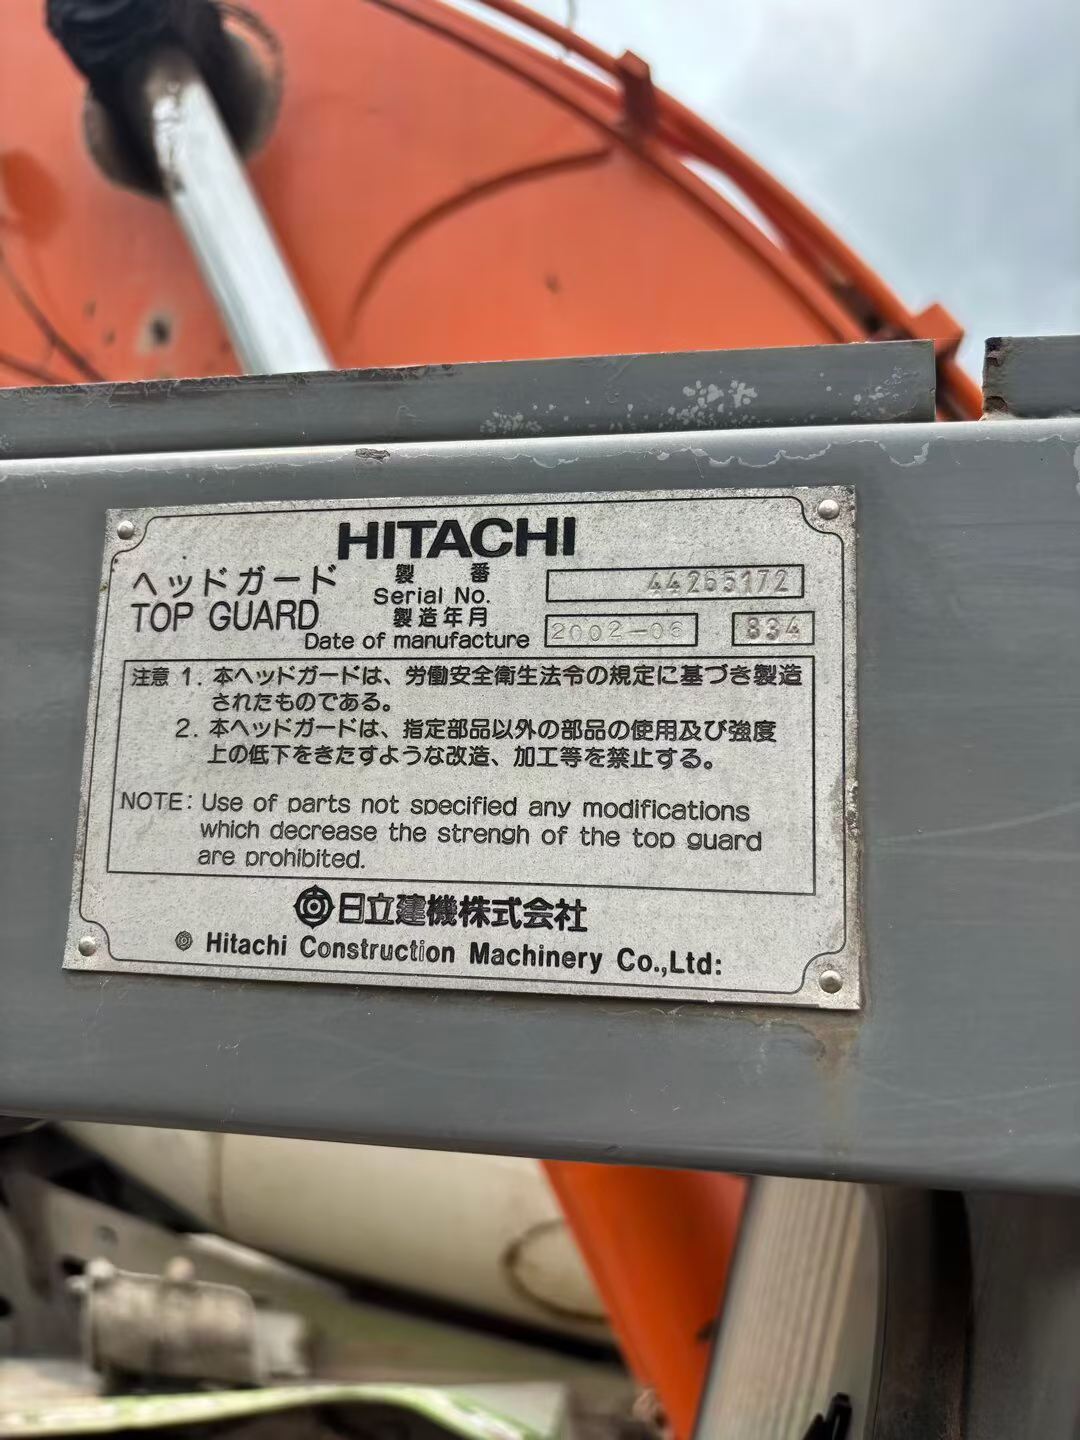 HITACHI
ヘッドガード
TOP GUARD
製 番
Serial No.
44265172
製造年月
Date of manufacture
2002-06
834
注意 1. 本ヘッドガードは、労働安全衛生法令の規定に基づき製造
されたものである。
2. 本ヘッドガードは、指定部品以外の部品の使用及び強度
上の低下をきたすような改造、加工等を禁止する。
NOTE: Use of parts not specified any modifications
which decrease the strengh of the top guard
are prohibited.
日立建機株式会社
Hitachi Construction Machinery Co.,Ltd: